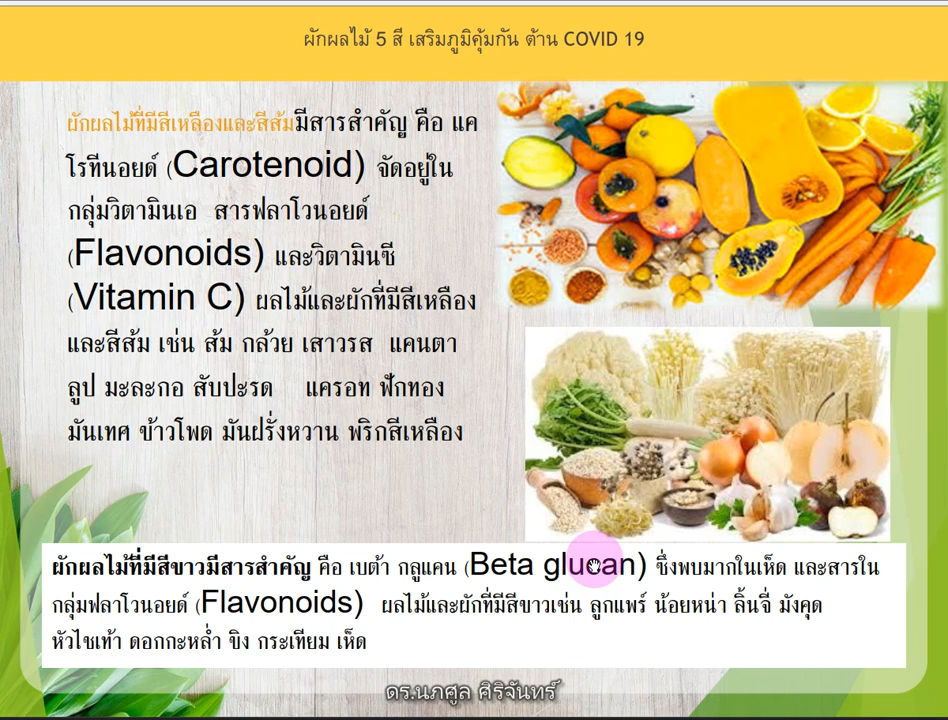 ผักผลไม้ 5 สี เสริมภูมิคุ้มกัน ต้าน COVID 19
ผักผลไม้ที่มีสีเหลืองและสีส้มมีสารสำคัญ คือ แค
โรทีนอยด์ (Carotenoid) จัดอยู่ใน
กลุ่มวิตามินเอ สารฟลาโวนอยด์
(Flavonoids) และวิตามินซี
(Vitamin C) ผลไม้และผักที่มีสีเหลือง
และสีส้ม เช่น ส้ม กล้วย เสาวรส แคนตา
ลูป มะละกอ สับปะรด แครอท ฟักทอง
มันเทศ ข้าวโพด มันฝรั่งหวาน พริกสีเหลือง
ผักผลไม้ที่มีสีขาวมีสารสำคัญ คือ เบต้า กลูแคน (Beta glucan) ซึ่งพบมากในเห็ด และสารใน
กลุ่มฟลาโวนอยด์ (Flavonoids) ผลไม้และผักที่มีสีขาวเช่น ลูกแพร์ น้อยหน่า ลิ้นจี่ มังคุด
หัวไชเท้า ดอกกะหล่ำ ขิง กระเทียม เห็ด
ดร.นภศูล ศิริจันทร์